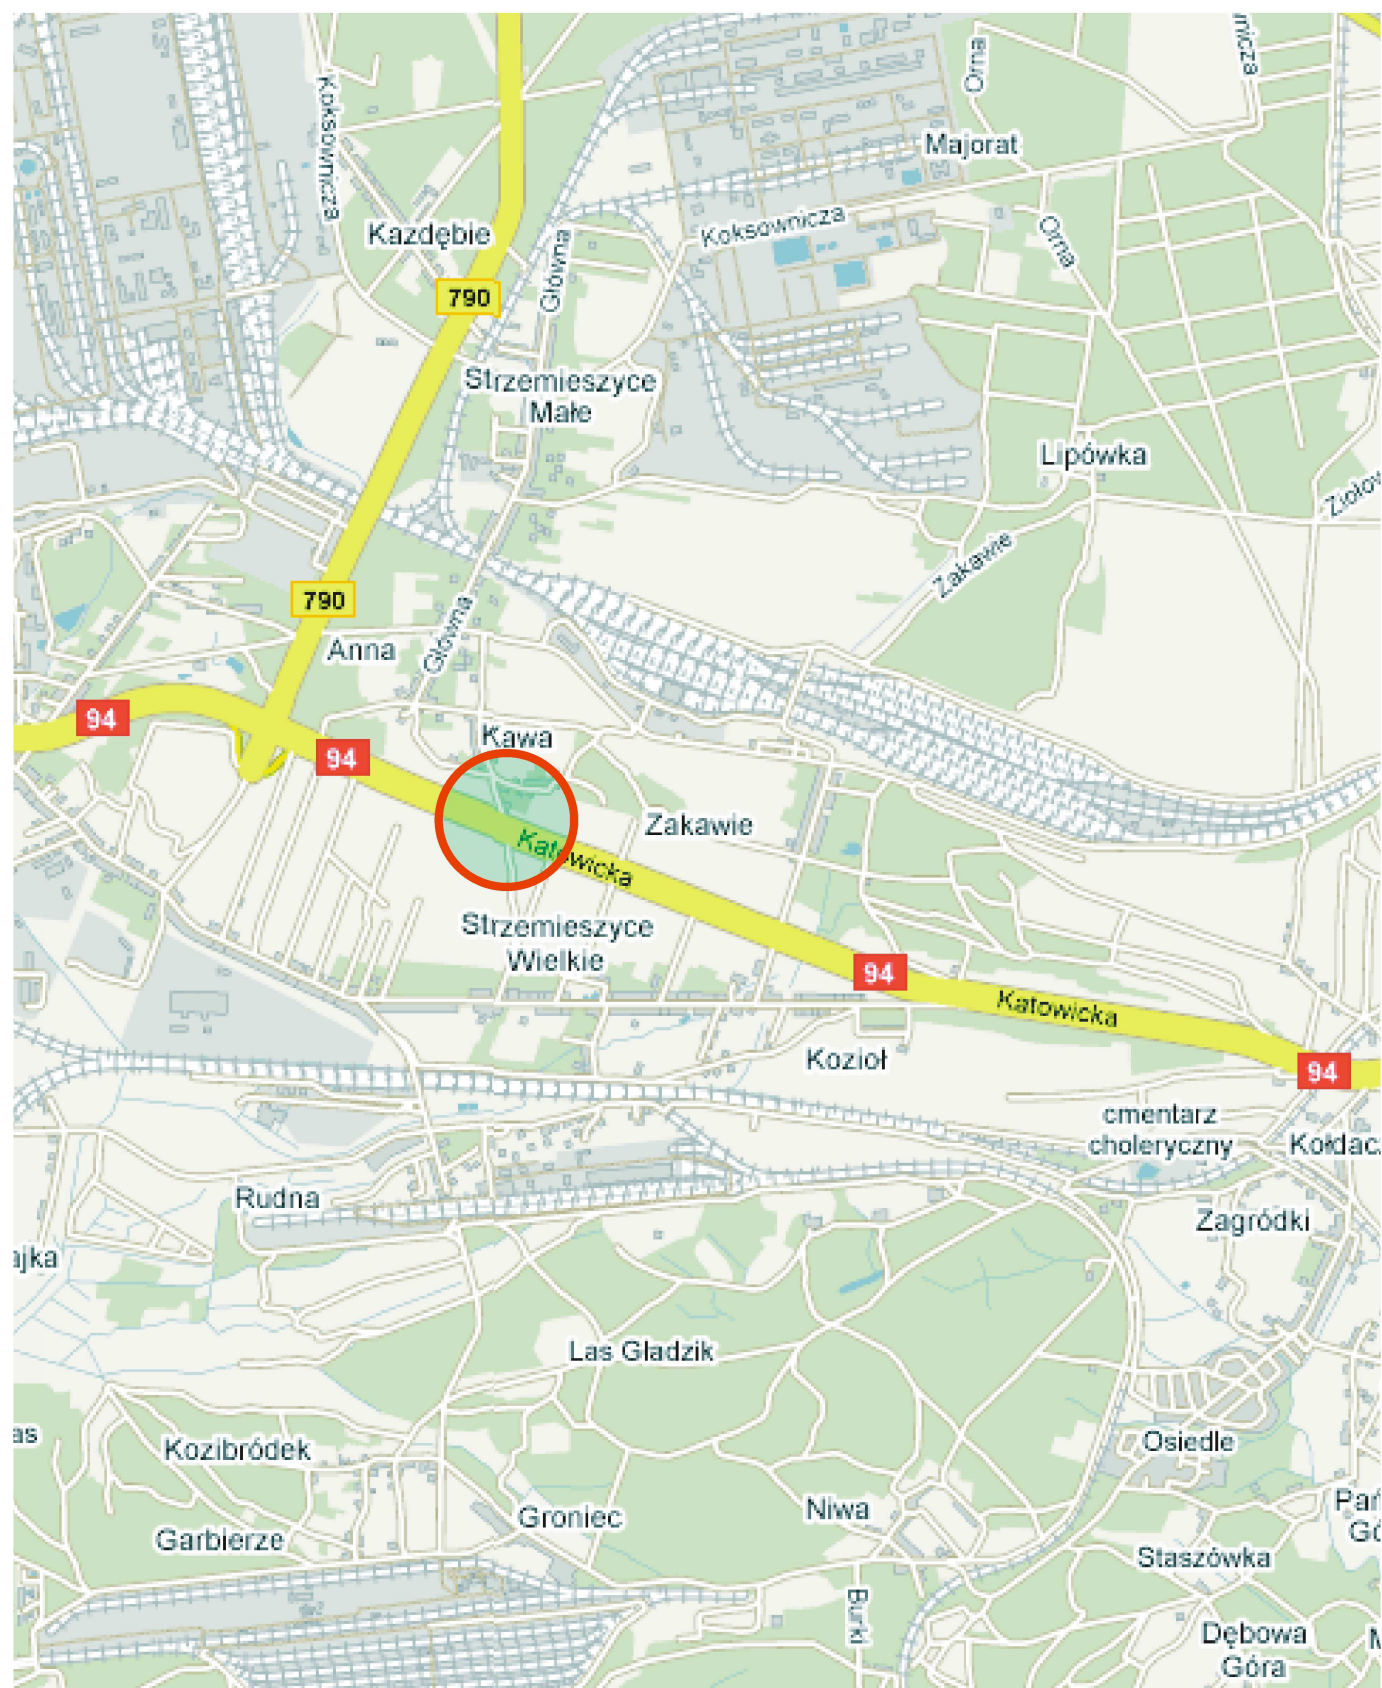 Orna
Koksownicza
Majorat
Kazdębie
Koksownicza
Orna
Główna
790
Strzemieszyce
Małe
Lipówka
Zakawie
790
Główna
Anna
94
Kawa
94
Zakawie
Katowicka
Strzemieszyce
Wielkie
94
Katowicka
Kozioł
94
cmentarz
choleryczny
Rudna
Zagródki
Las Gładzik
Kozibródek
Osiedle
Groniec
Niwa
Garbierze
Staszówka
Burki
Dębowa
Góra